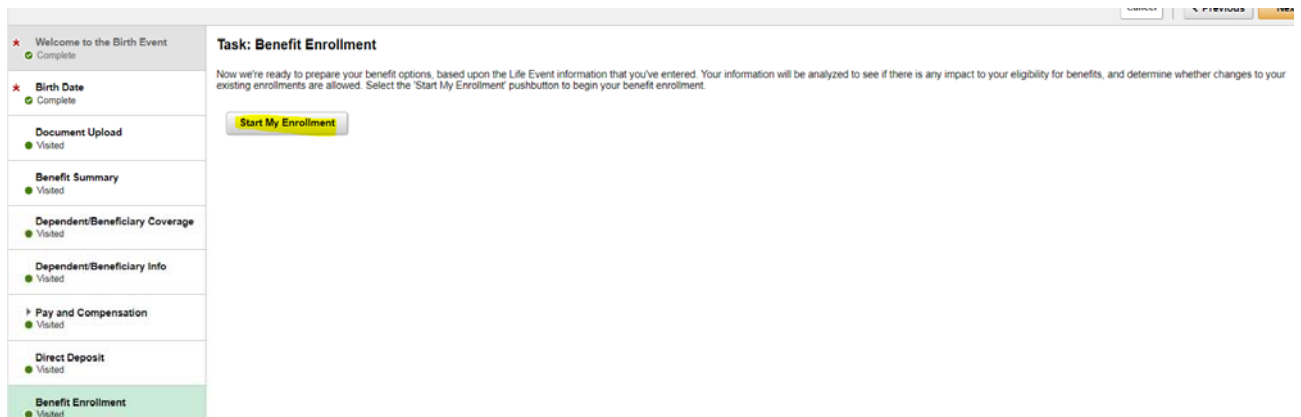 Cancel
Previous
Task: Benefit Enrollment
Now we're ready to prepare your benefit options, based upon the Life Event information that you've entered. Your information will be analyzed to see if there is any impact to your eligibility for benefits, and determine whether changes to your
existing enrollments are allowed. Select the 'Start My Enrollment' pushbutton to begin your benefit enrollment.
Start My Enrollment
Welcome to the Birth Event
Complete
Birth Date
Complete
Document Upload
Visited
Benefit Summary
Visited
Dependent/Beneficiary Coverage
Visited
Dependent/Beneficiary Info
Visited
Pay and Compensation
Visited
Direct Deposit
Visited
Benefit Enrollment
Visited